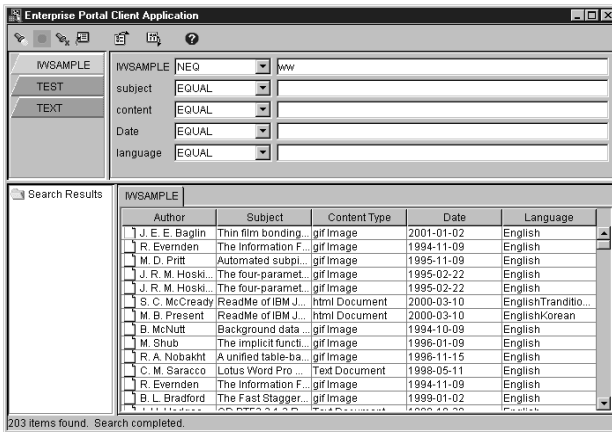 Enterprise Portal Client Application
IWSAMPLE
TEST
TEXT
IWSAMPLE NEQ ww
subject EQUAL
content EQUAL
Date EQUAL
language EQUAL
Search Results
IWSAMPLE
Author Subject Content Type Date Language
J. E. E. Baglin Thin film bonding... gif Image 2001-01-02 English
R. Evernden The Information F... gif Image 1994-11-09 English
M. D. Pritt Automated subpi... gif Image 1995-11-09 English
J. R. M. Hoski... The four-paramet... gif Image 1995-02-22 English
J. R. M. Hoski... The four-paramet... gif Image 1995-02-22 English
S. C. McCready ReadMe of IBM J... html Document 2000-03-10 EnglishTranditio...
M. B. Present ReadMe of IBM J... html Document 2000-03-10 EnglishKorean
B. McNutt Background data ... gif Image 1994-10-09 English
M. Shub The implicit functi... gif Image 1996-01-09 English
R. A. Nobakht A unified table-ba... gif Image 1996-11-15 English
C. M. Saracco Lotus Word Pro ... Text Document 1998-05-11 English
R. Evernden The Information F... gif Image 1994-11-09 English
B. L. Bradford The Fast Stagger... gif Image 1999-01-02 English
203 items found. Search completed.